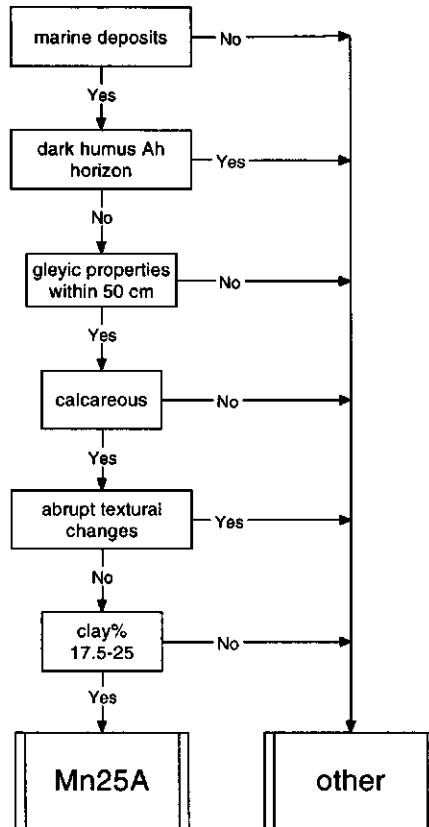 marine deposits
No
Yes
dark humus Ah
horizon
Yes
No
gleyic properties
within 50 cm
No
Yes
calcareous
No
Yes
abrupt textural
changes
Yes
No
clay%
17.5-25
No
Yes
Mn25A
other